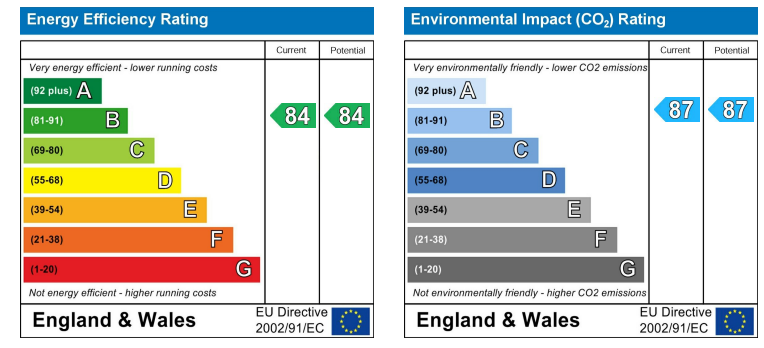 Energy Efficiency Rating
Current Potential
Very energy efficient - lower running costs
(92 plus) A
(81-91) B
84 84
(69-80) C
(55-68) D
(39-54) E
(21-38) F
(1-20) G
Not energy efficient - higher running costs
England & Wales
EU Directive
2002/91/EC
Environmental Impact (CO₂) Rating
Current Potential
Very environmentally friendly - lower CO2 emissions
(92 plus) A
87 87
(81-91) B
(69-80) C
(55-68) D
(39-54) E
(21-38) F
(1-20) G
Not environmentally friendly - higher CO2 emissions
England & Wales
EU Directive
2002/91/EC